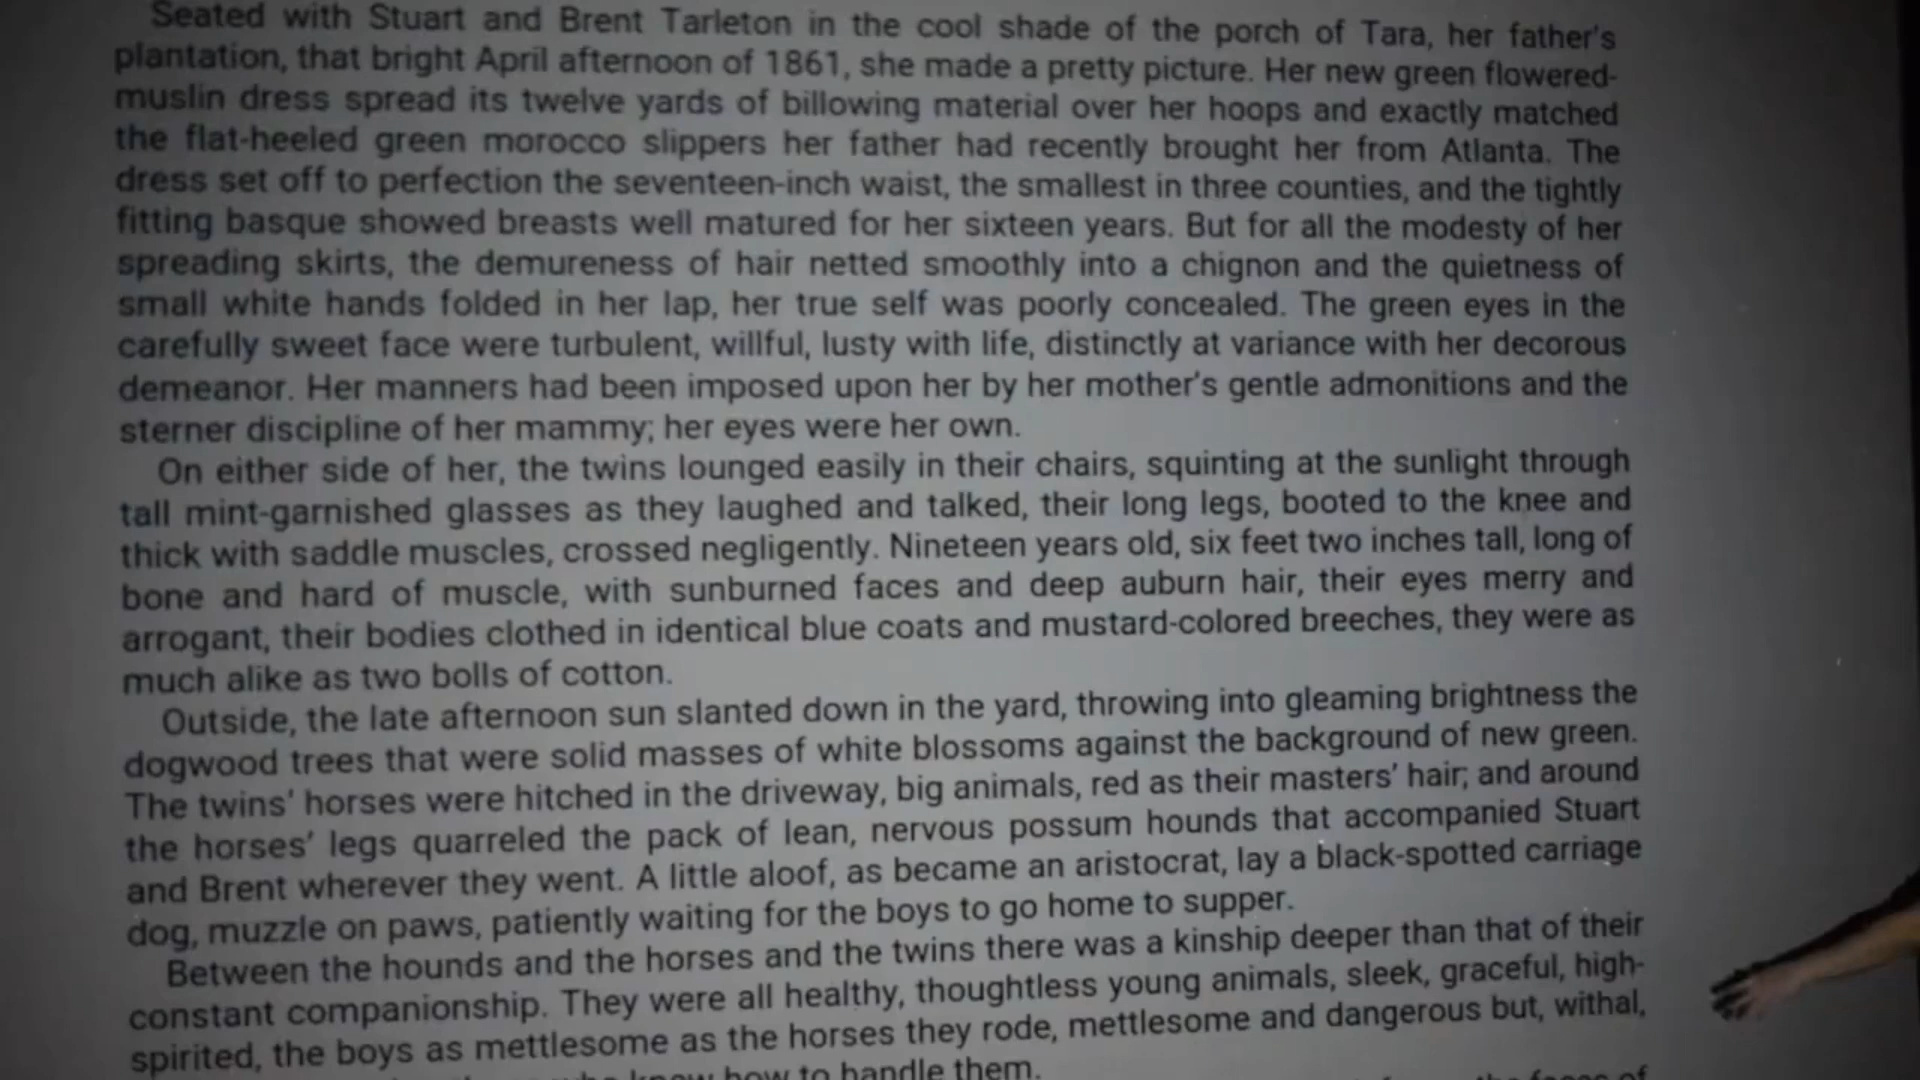 Seated with Stuart and Brent Tarleton in the cool shade of the porch of Tara, her father's
plantation, that bright April afternoon of 1861, she made a pretty picture. Her new green flowered-
muslin dress spread its twelve yards of billowing material over her hoops and exactly matched
the flat-heeled green morocco slippers her father had recently brought her from Atlanta. The
dress set off to perfection the seventeen-inch waist, the smallest in three counties, and the tightly
fitting basque showed breasts well matured for her sixteen years. But for all the modesty of her
spreading skirts, the demureness of hair netted smoothly into a chignon and the quietness of
small white hands folded in her lap, her true self was poorly concealed. The green eyes in the
carefully sweet face were turbulent, willful, lusty with life, distinctly at variance with her decorous
demeanor. Her manners had been imposed upon her by her mother's gentle admonitions and the
sterner discipline of her mammy; her eyes were her own.
On either side of her, the twins lounged easily in their chairs, squinting at the sunlight through
tall mint-garnished glasses as they laughed and talked, their long legs, booted to the knee and
thick with saddle muscles, crossed negligently. Nineteen years old, six feet two inches tall, long of
bone and hard of muscle, with sunburned faces and deep auburn hair, their eyes merry and
arrogant, their bodies clothed in identical blue coats and mustard-colored breeches, they were as
much alike as two bolls of cotton.
Outside, the late afternoon sun slanted down in the yard, throwing into gleaming brightness the
dogwood trees that were solid masses of white blossoms against the background of new green.
The twins' horses were hitched in the driveway, big animals, red as their masters' hair; and around
the horses' legs quarreled the pack of lean, nervous possum hounds that accompanied Stuart
and Brent wherever they went. A little aloof, as became an aristocrat, lay a black-spotted carriage
dog, muzzle on paws, patiently waiting for the boys to go home to supper.
Between the hounds and the horses and the twins there was a kinship deeper than that of their
constant companionship. They were all healthy, thoughtless young animals, sleek, graceful, high-
spirited, the boys as mettlesome as the horses they rode, mettlesome and dangerous but, withal,
who know how to handle them.
the faces of